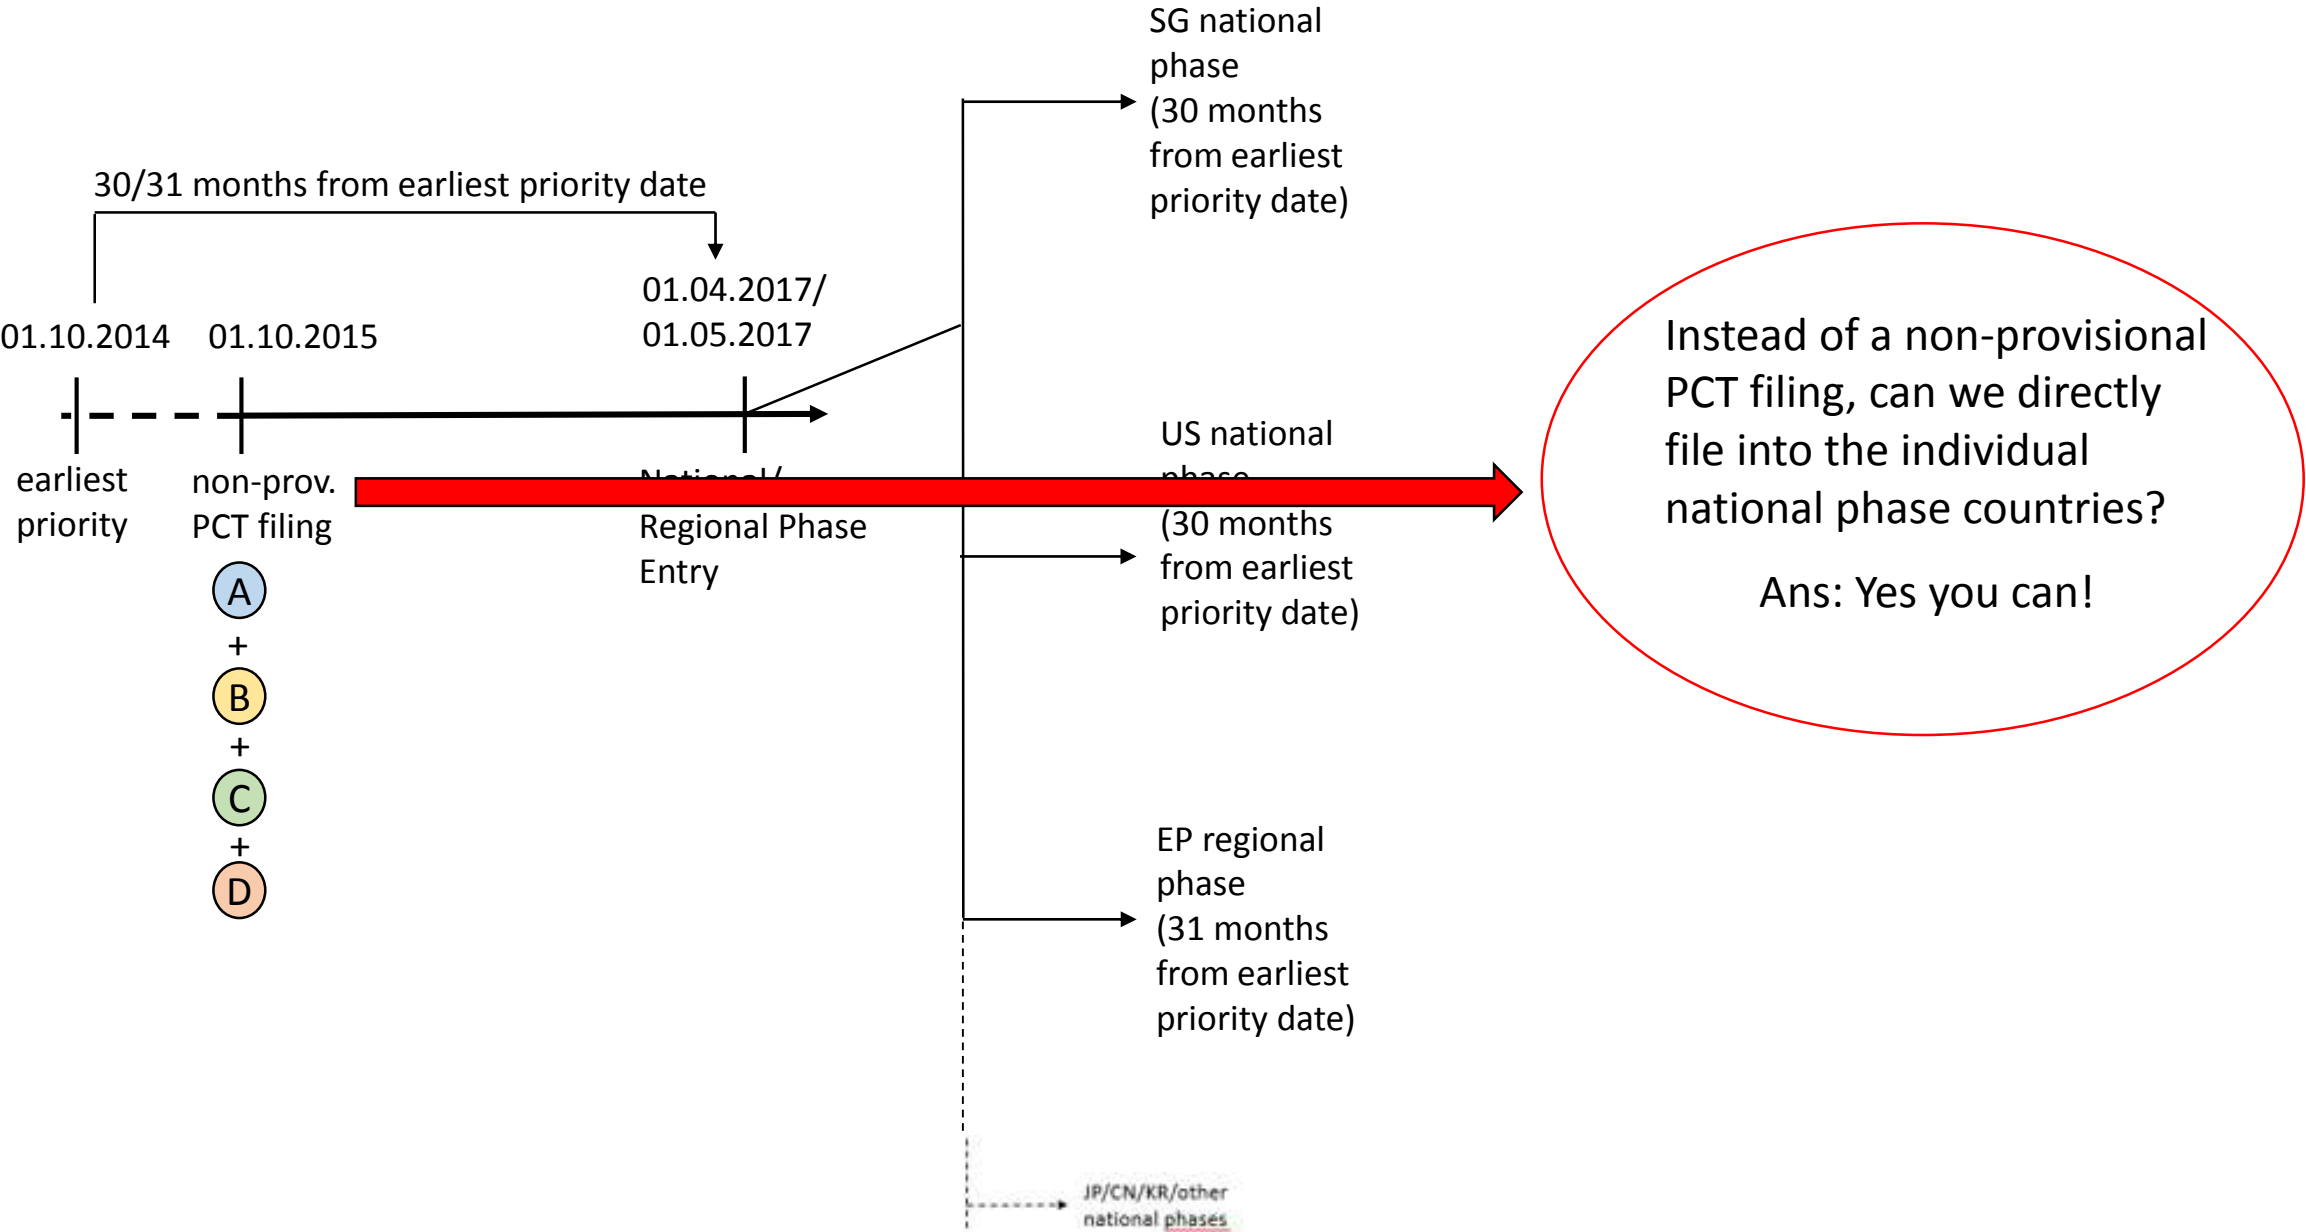 SG national
phase
(30 months
from earliest
priority date)
30/31 months from earliest priority date
01.04.2017/
01.05.2017
01.10.2014
01.10.2015
earliest
priority
non-prov.
PCT filing
A
+
B
+
C
+
D
National/
Regional Phase
Entry
US national
phase
(30 months
from earliest
priority date)
EP regional
phase
(31 months
from earliest
priority date)
JP/CN/KR/other
national phases
Instead of a non-provisional
PCT filing, can we directly
file into the individual
national phase countries?
Ans: Yes you can!